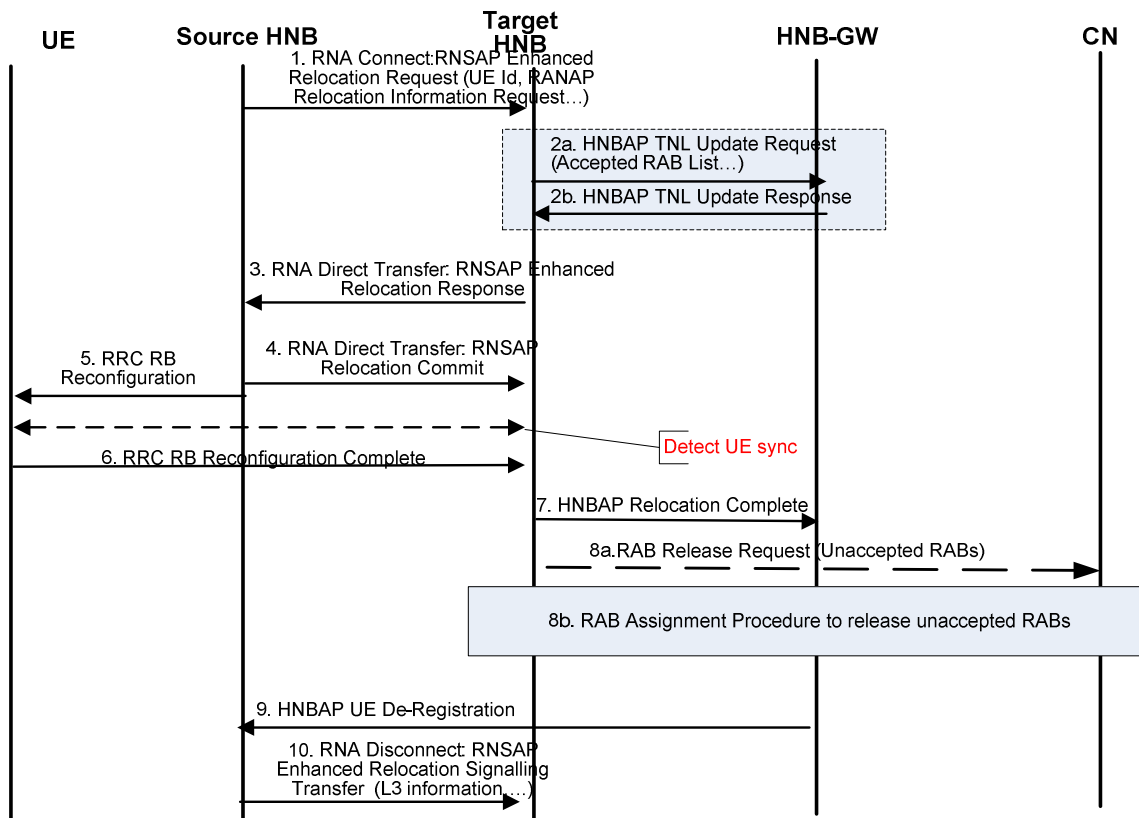 UE
Source HNB
Target
HNB
HNB-GW
CN
1. RNA Connect:RNSAP Enhanced
Relocation Request (UE Id, RANAP
Relocation Information Request…)
2a. HNBAP TNL Update Request
(Accepted RAB List…)
2b. HNBAP TNL Update Response
3. RNA Direct Transfer: RNSAP Enhanced
Relocation Response
4. RNA Direct Transfer: RNSAP
Relocation Commit
5. RRC RB
Reconfiguration
Detect UE sync
6. RRC RB Reconfiguration Complete
7. HNBAP Relocation Complete
8a.RAB Release Request (Unaccepted RABs)
8b. RAB Assignment Procedure to release unaccepted RABs
9. HNBAP UE De-Registration
10. RNA Disconnect: RNSAP
Enhanced Relocation Signalling
Transfer (L3 information,…)